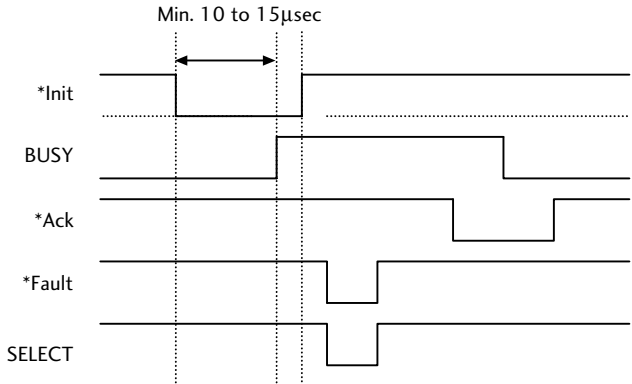 Min. 10 to 15µsec
*Init
BUSY
*Ack
*Fault
SELECT